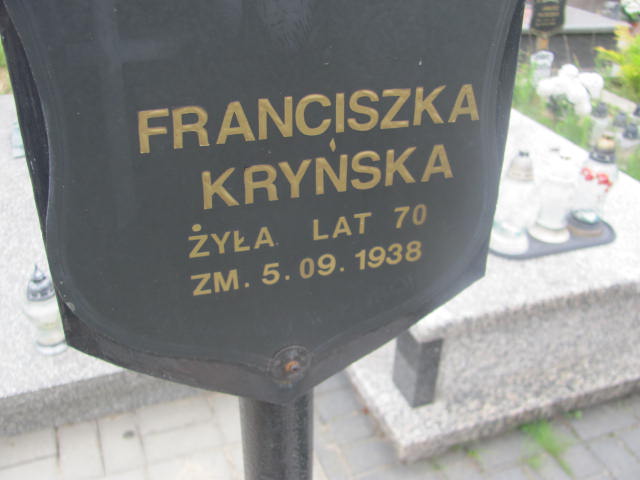 FRANCISZKA
KRYŃSKA
ŻYŁA LAT 70
ZM. 5.09.1938